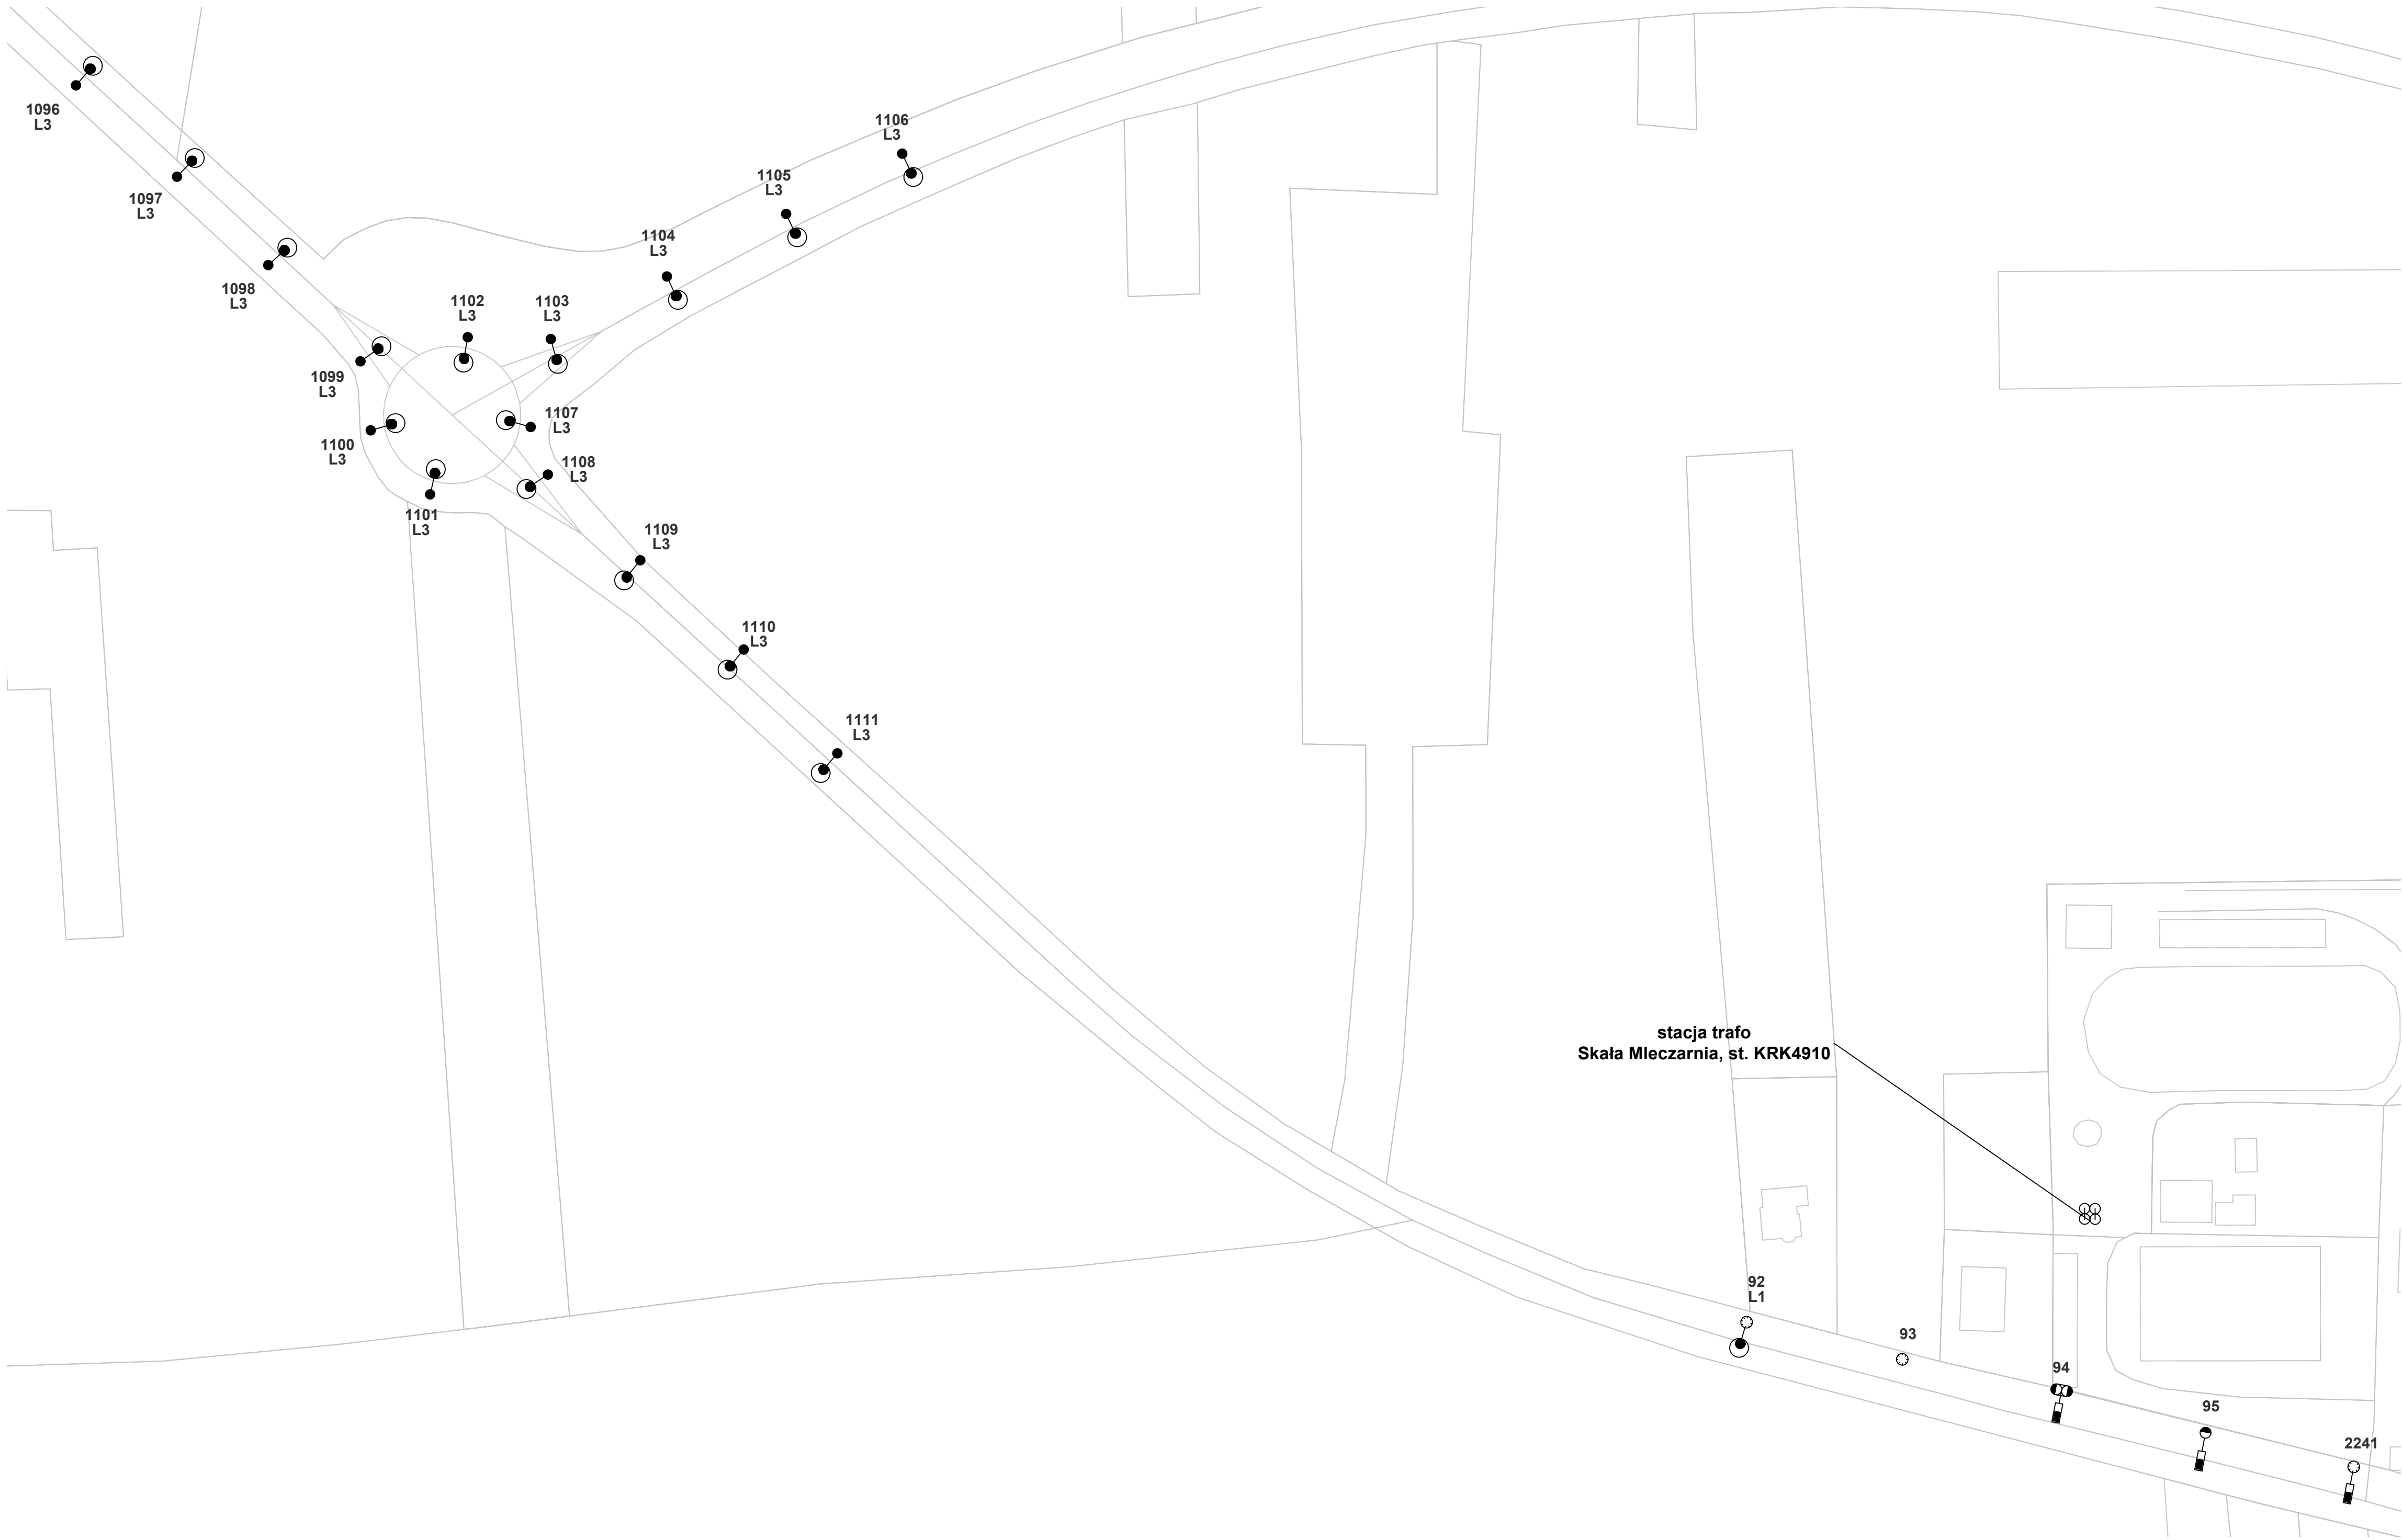 1096
L3
1097
L3
1098
L3
1099
L3
1100
L3
1101
L3
1102
L3
1103
L3
1104
L3
1105
L3
1106
L3
1107
L3
1108
L3
1109
L3
1110
L3
1111
L3
stacja trafo
Skała Mleczarnia, st. KRK4910
92
L1
93
94
95
2241